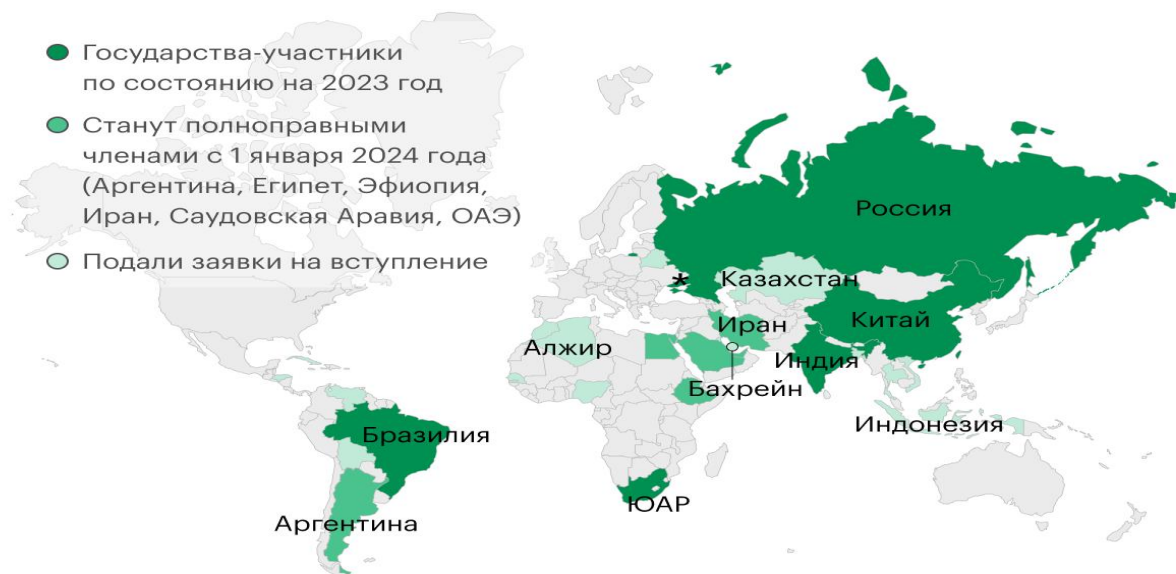 Государства-участники
по состоянию на 2023 год
Станут полноправными
членами с 1 января 2024 года
(Аргентина, Египет, Эфиопия,
Иран, Саудовская Аравия, ОАЭ)
Подали заявки на вступление
Россия
*
Казахстан
Иран
Китай
Алжир
Индия
Бахрейн
Индонезия
Бразилия
ЮАР
Аргентина